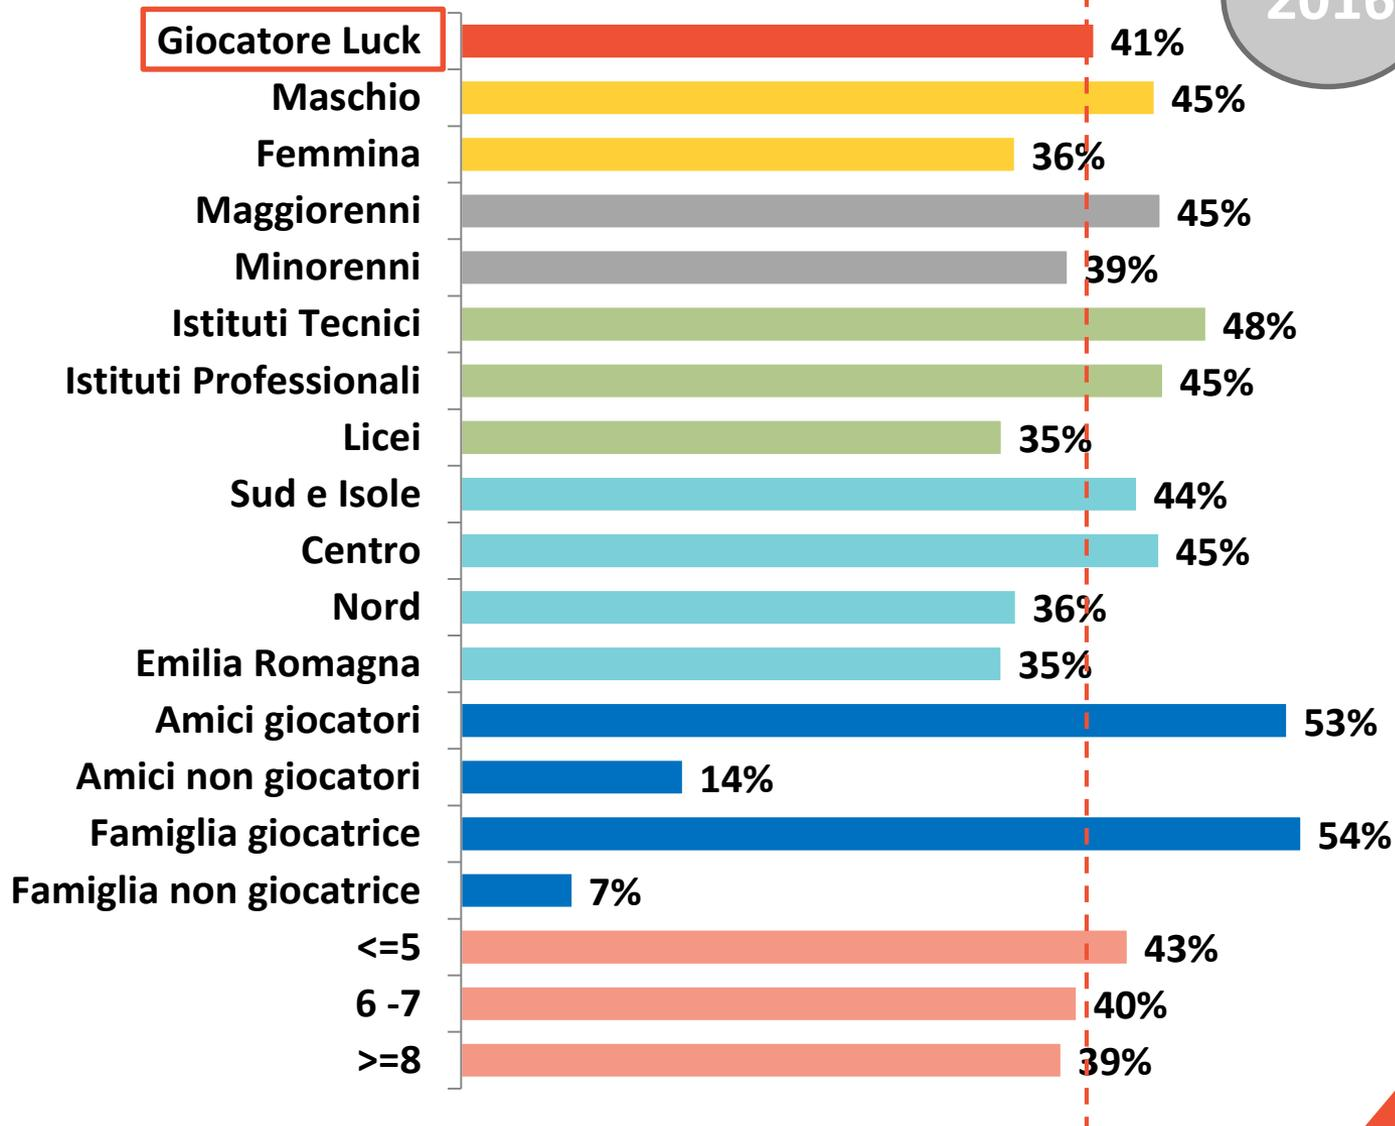 2016
Giocatore Luck 41%
Maschio 45%
Femmina 36%
Maggiorenni 45%
Minorenni 39%
Istituti Tecnici 48%
Istituti Professionali 45%
Licei 35%
Sud e Isole 44%
Centro 45%
Nord 36%
Emilia Romagna 35%
Amici giocatori 53%
Amici non giocatori 14%
Famiglia giocatrice 54%
Famiglia non giocatrice 7%
<=5 43%
6 -7 40%
>=8 39%